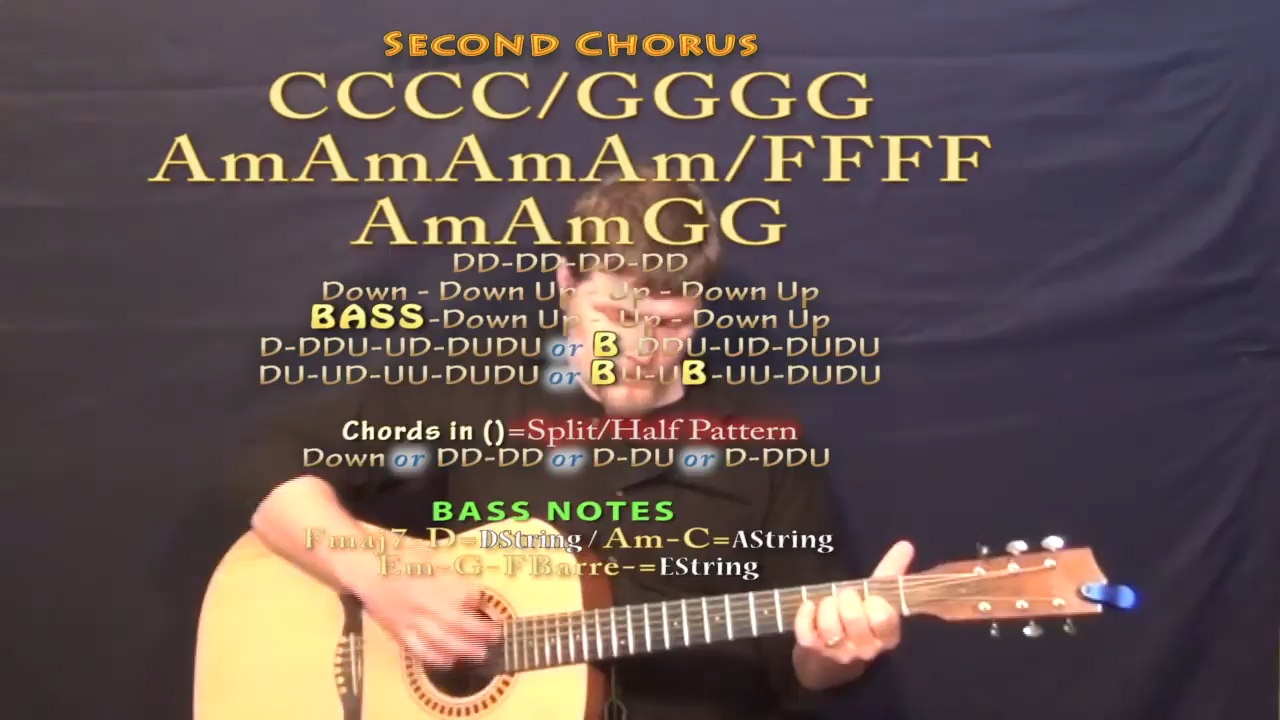 SECOND CHORUS
CCCC/GGGG
AmAmAmAm/FFFF
AmAmGG
DD-DD-DD-DD
Down - Down Up - Up - Down Up
BASS-Down Up - Up - Down Up
D-DDU-UD-DUDU or B-DDU-UD-DUDU
DU-UD-UU-DUDU or BU-UB-UU-DUDU
Chords in ()=Split/Half Pattern
Down or DD-DD or D-DU or D-DDU
BASS NOTES
Fmaj7-D=DString / Am-C=AString
Em-G-FBarre-=EString